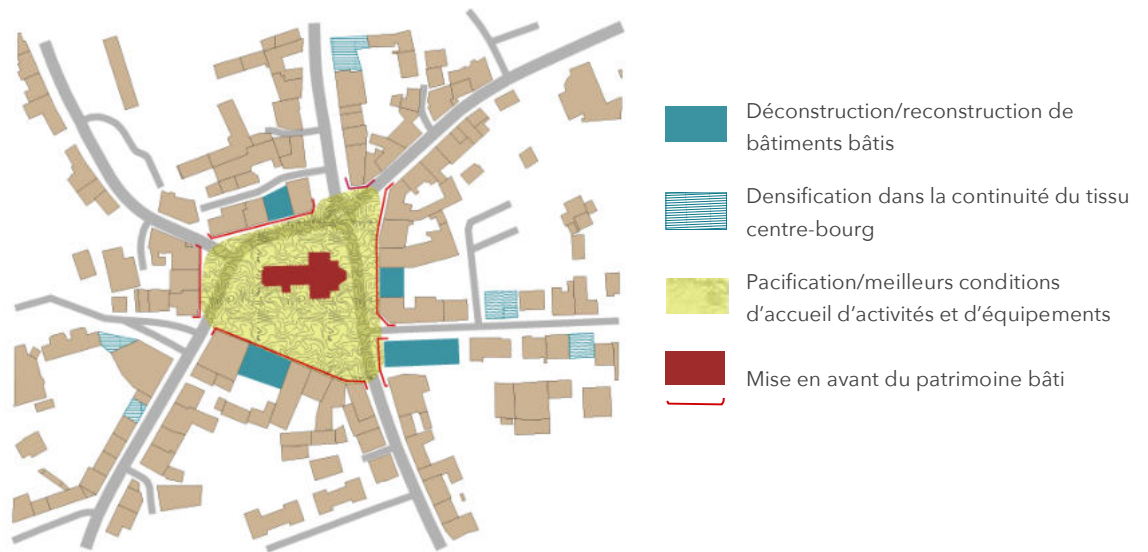 Déconstruction/reconstruction de
bâtiments bâtis
Densification dans la continuité du tissu
centre-bourg
Pacification/meilleurs conditions
d'accueil d'activités et d'équipements
Mise en avant du patrimoine bâti